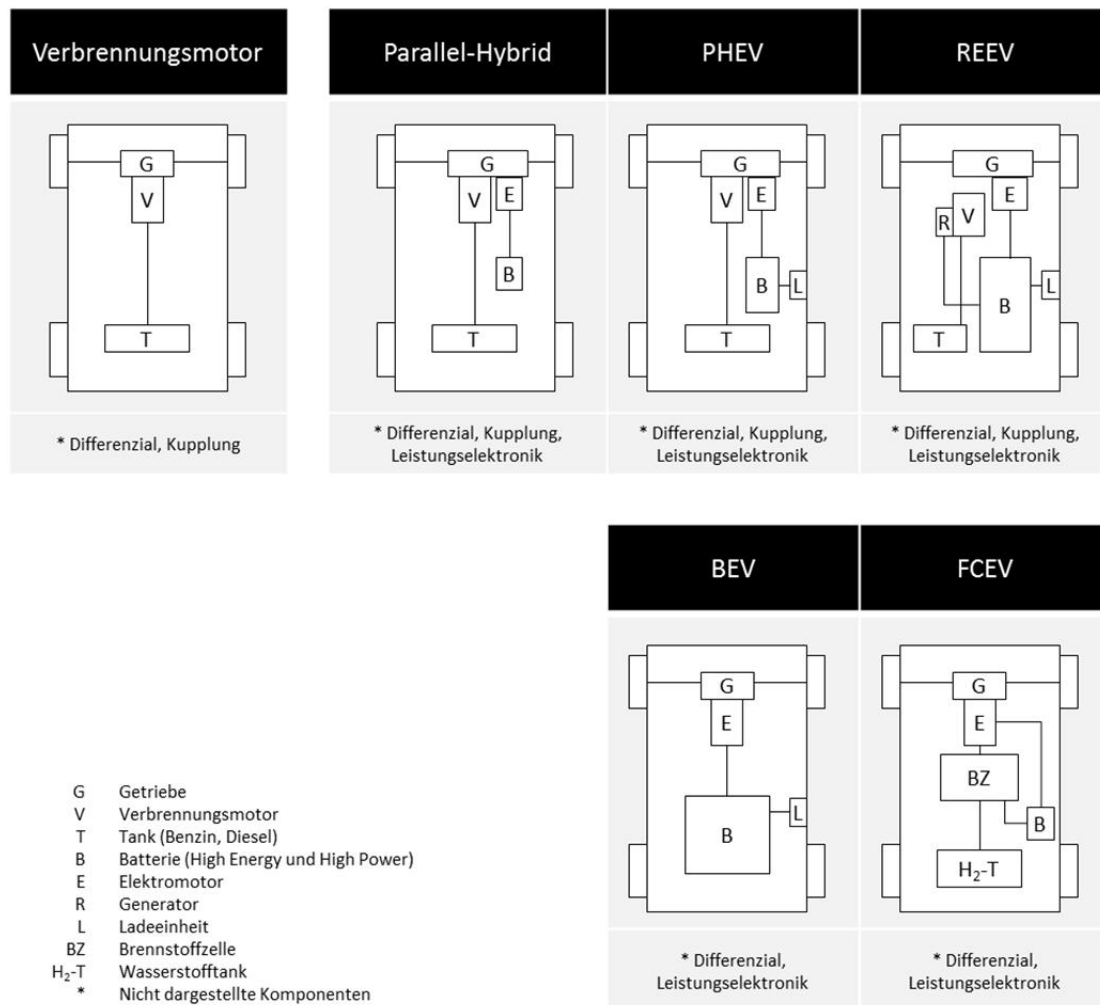 Verbrennungsmotor
Parallel-Hybrid
PHEV
REEV
G
V
T
G
V
E
B
T
G
V
E
B
L
T
G
E
V
R
B
L
T
* Differenzial, Kupplung
* Differenzial, Kupplung,
Leistungselektronik
* Differenzial, Kupplung,
Leistungselektronik
* Differenzial, Kupplung,
Leistungselektronik
BEV
FCEV
G
E
B
L
G
E
BZ
B
H₂-T
* Differenzial,
Leistungselektronik
* Differenzial,
Leistungselektronik
G Getriebe
V Verbrennungsmotor
T Tank (Benzin, Diesel)
B Batterie (High Energy und High Power)
E Elektromotor
R Generator
L Ladeeinheit
BZ Brennstoffzelle
H₂-T Wasserstofftank
* Nicht dargestellte Komponenten